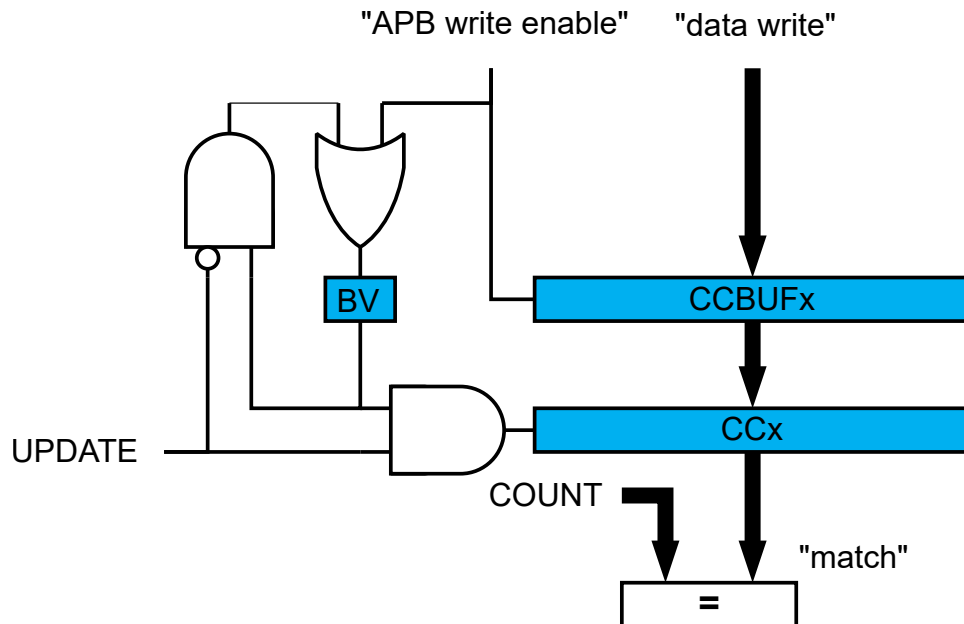 "APB write enable" "data write"
BV
CCBUFx
CCx
UPDATE
COUNT
"match"
=